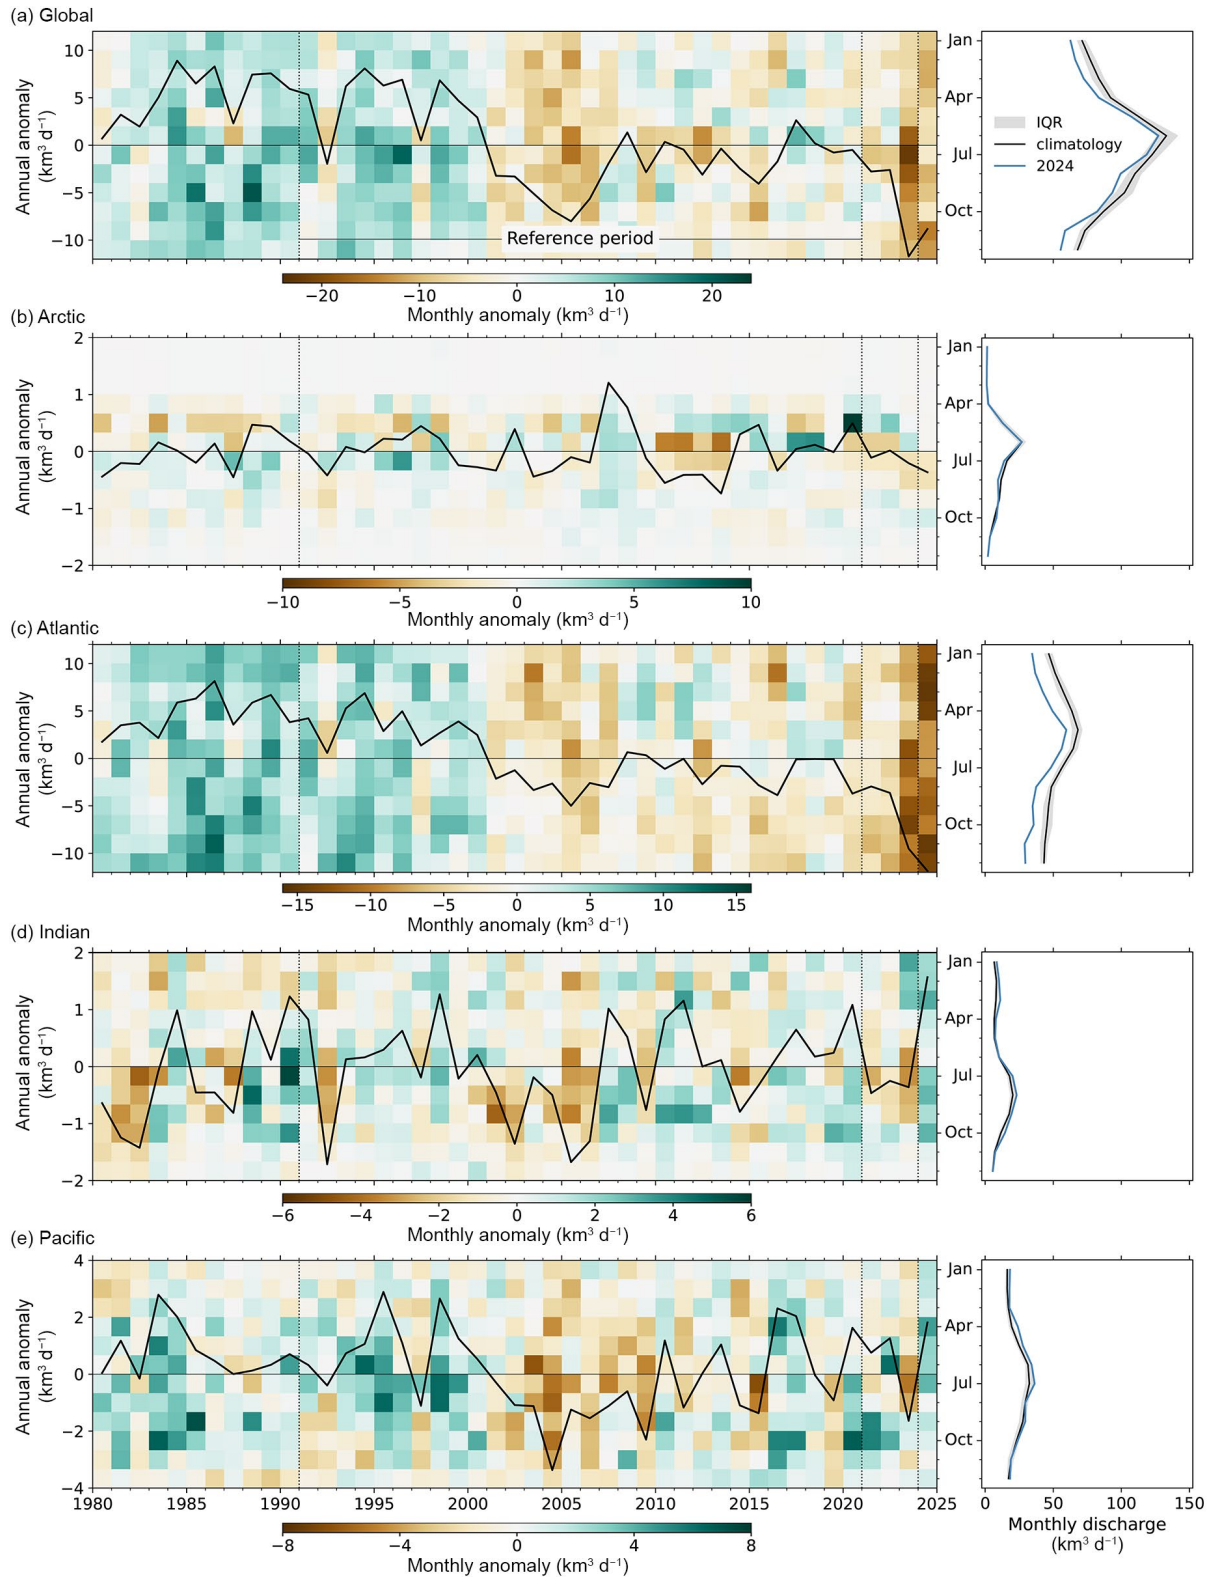 (a) Global
Annual anomaly
(km³ d⁻¹)
10
5
0
−5
−10
Reference period
Jan
Apr
Jul
Oct
IQR
climatology
2024
−20
−10
0
10
20
Monthly anomaly (km³ d⁻¹)
(b) Arctic
Annual anomaly
(km³ d⁻¹)
2
1
0
−1
−2
Jan
Apr
Jul
Oct
−10
−5
0
5
10
Monthly anomaly (km³ d⁻¹)
(c) Atlantic
Annual anomaly
(km³ d⁻¹)
10
5
0
−5
−10
Jan
Apr
Jul
Oct
−15
−10
−5
0
5
10
15
Monthly anomaly (km³ d⁻¹)
(d) Indian
Annual anomaly
(km³ d⁻¹)
2
1
0
−1
−2
Jan
Apr
Jul
Oct
−6
−4
−2
0
2
4
6
Monthly anomaly (km³ d⁻¹)
(e) Pacific
Annual anomaly
(km³ d⁻¹)
4
2
0
−2
−4
Jan
Apr
Jul
Oct
1980
1985
1990
1995
2000
2005
2010
2015
2020
2025
0
50
100
150
Monthly discharge
(km³ d⁻¹)
−8
−4
0
4
8
Monthly anomaly (km³ d⁻¹)